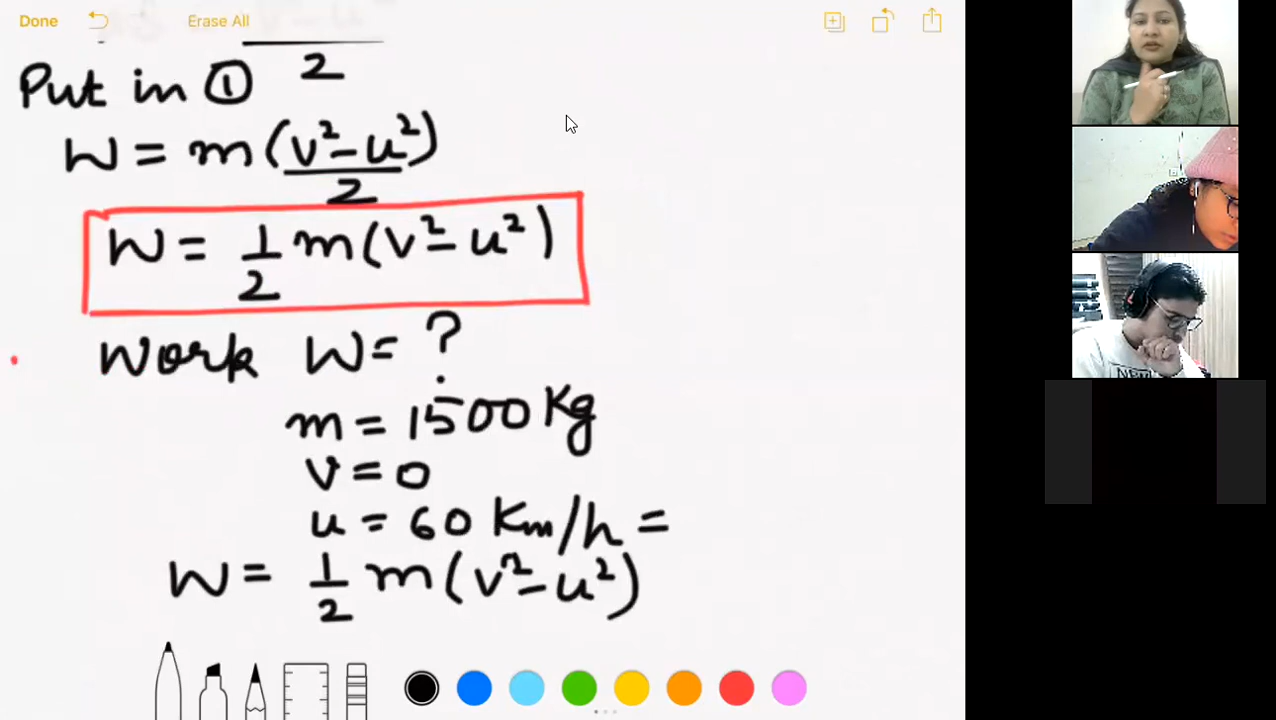 Done Erase All
2
Put in ①
W = m(v²-u²)
2
W = 1/2 m(v²-u²)
Work W = ?
m = 1500 Kg
v = 0
u = 60 Km/h =
W = 1/2 m(v²-u²)